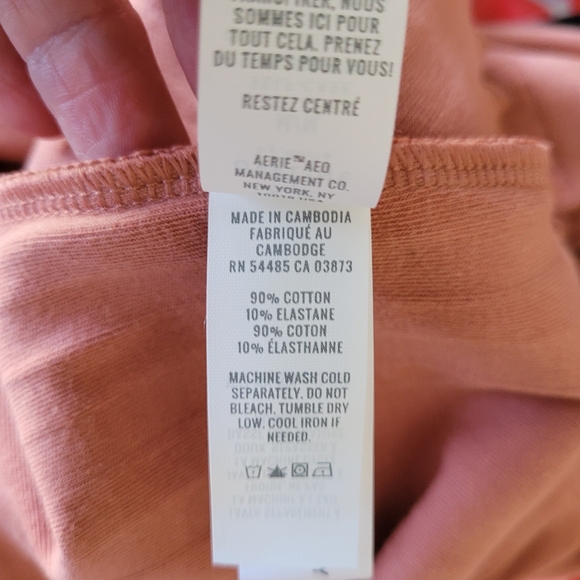 TRANSPIRER, NOUS
SOMMES ICI POUR
TOUT CELA. PRENEZ
DU TEMPS POUR VOUS!
RESTEZ CENTRÉ
AERIE™AEO
MANAGEMENT CO.
NEW YORK, NY
MADE IN CAMBODIA
FABRIQUÉ AU
CAMBODGE
RN 54485 CA 03873
90% COTTON
10% ELASTANE
90% COTON
10% ÉLASTHANNE
MACHINE WASH COLD
SEPARATELY. DO NOT
BLEACH. TUMBLE DRY
LOW. COOL IRON IF
NEEDED.